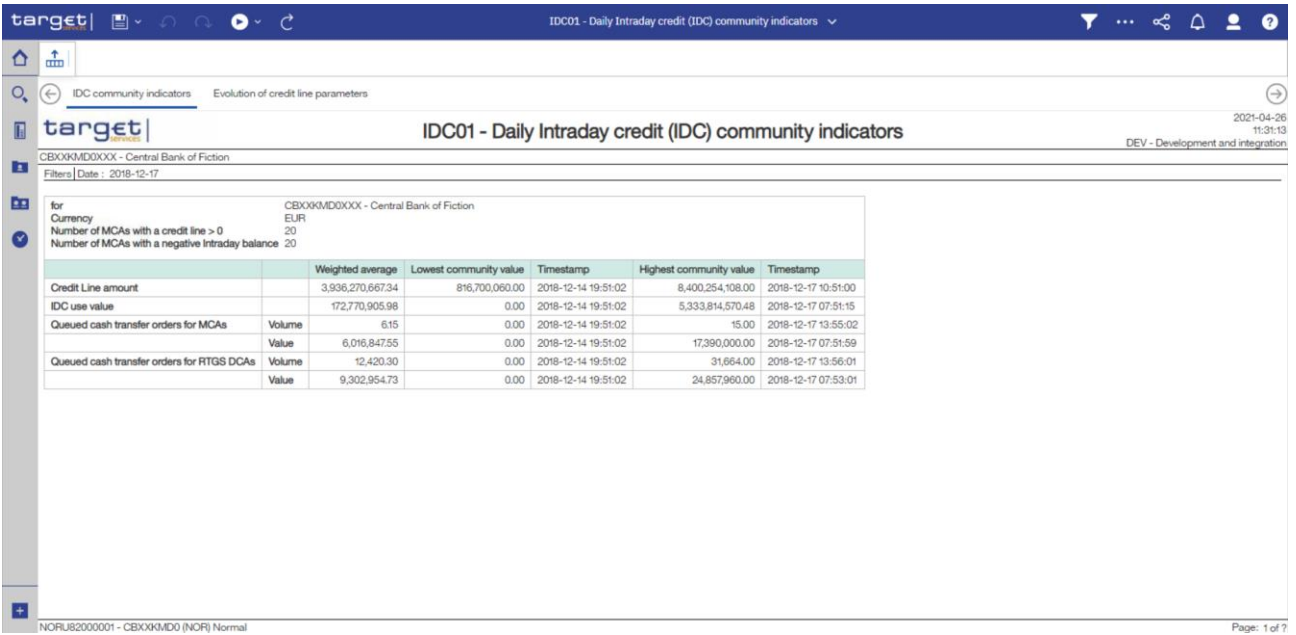 target| services IDC01 - Daily Intraday credit (IDC) community indicators ?
IDC community indicators Evolution of credit line parameters
target| services IDC01 - Daily Intraday credit (IDC) community indicators 2021-04-26
11:31:13
DEV - Development and integration
CBXXKMD0XXX - Central Bank of Fiction
Filters Date : 2018-12-17
for CBXXKMD0XXX - Central Bank of Fiction
Currency EUR
Number of MCAs with a credit line > 0 20
Number of MCAs with a negative Intraday balance 20
Weighted average Lowest community value Timestamp Highest community value Timestamp
Credit Line amount 3,936,270,667.34 816,700,060.00 2018-12-14 19:51:02 8,400,254,108.00 2018-12-17 10:51:00
IDC use value 172,770,905.98 0.00 2018-12-14 19:51:02 5,333,814,570.48 2018-12-17 07:51:15
Queued cash transfer orders for MCAs Volume 6.15 0.00 2018-12-14 19:51:02 15.00 2018-12-17 13:55:02
Value 6,016,847.55 0.00 2018-12-14 19:51:02 17,390,000.00 2018-12-17 07:51:59
Queued cash transfer orders for RTGS DCAs Volume 12,420.30 0.00 2018-12-14 19:51:02 31,664.00 2018-12-17 13:56:01
Value 9,302,954.73 0.00 2018-12-14 19:51:02 24,857,960.00 2018-12-17 07:53:01
NORU82000001 - CBXXKMD0 (NOR) Normal Page: 1 of ?